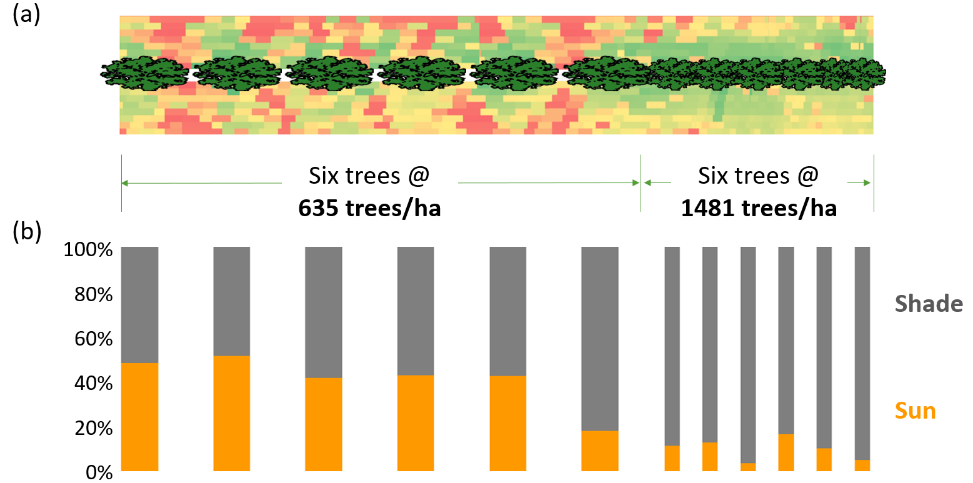 (a)
Six trees @
635 trees/ha
Six trees @
1481 trees/ha
(b)
100%
80%
60%
40%
20%
0%
Shade
Sun